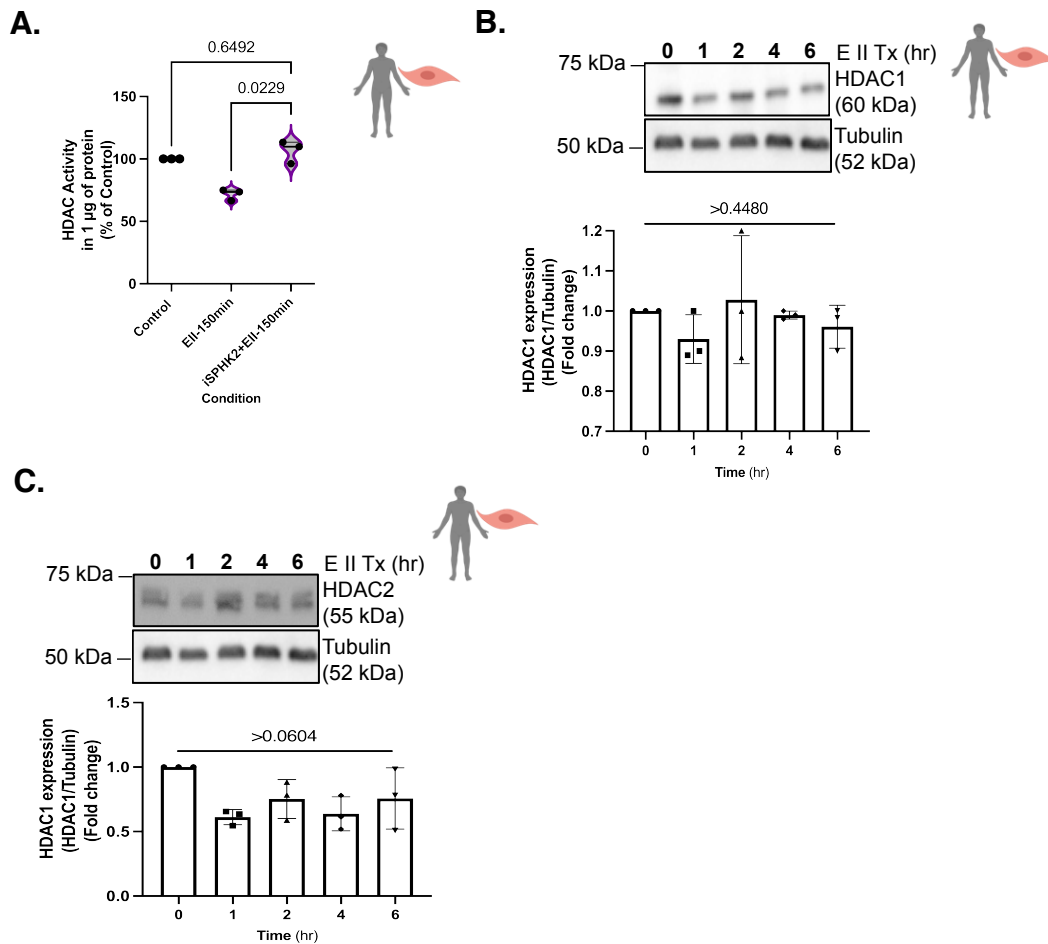 A.
0.6492
0.0229
150
100
50
0
HDAC Activity
in 1 µg of protein
(% of Control)
Control
EII-150min
iSPHK2+EII-150min
Condition
B.
0 1 2 4 6 E II Tx (hr)
75 kDa
HDAC1
(60 kDa)
50 kDa
Tubulin
(52 kDa)
>0.4480
1.2
1.1
1.0
0.9
0.8
0.7
HDAC1 expression
(HDAC1/Tubulin)
(Fold change)
0 1 2 4 6
Time (hr)
C.
0 1 2 4 6 E II Tx (hr)
75 kDa
HDAC2
(55 kDa)
50 kDa
Tubulin
(52 kDa)
>0.0604
1.5
1.0
0.5
0.0
HDAC1 expression
(HDAC1/Tubulin)
(Fold change)
0 1 2 4 6
Time (hr)